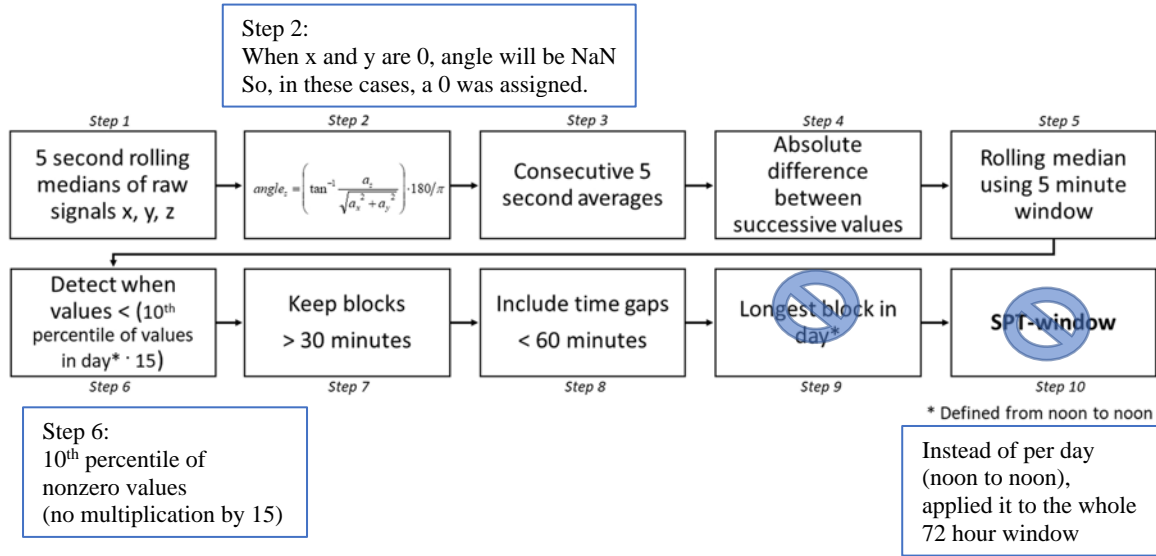 Step 2:
When x and y are 0, angle will be NaN
So, in these cases, a 0 was assigned.
Step 1
Step 2
Step 3
Step 4
Step 5
5 second rolling
medians of raw
signals x, y, z
angle_z = (tan⁻¹ a_z / √(a_x² + a_y²)) · 180/π
Consecutive 5
second averages
Absolute
difference
between
successive values
Rolling median
using 5 minute
window
Detect when
values < (10th
percentile of values
in day* · 15)
Keep blocks
> 30 minutes
Include time gaps
< 60 minutes
Longest block in
day*
SPT-window
Step 6
Step 7
Step 8
Step 9
Step 10
* Defined from noon to noon
Step 6:
10th percentile of
nonzero values
(no multiplication by 15)
Instead of per day
(noon to noon),
applied it to the whole
72 hour window